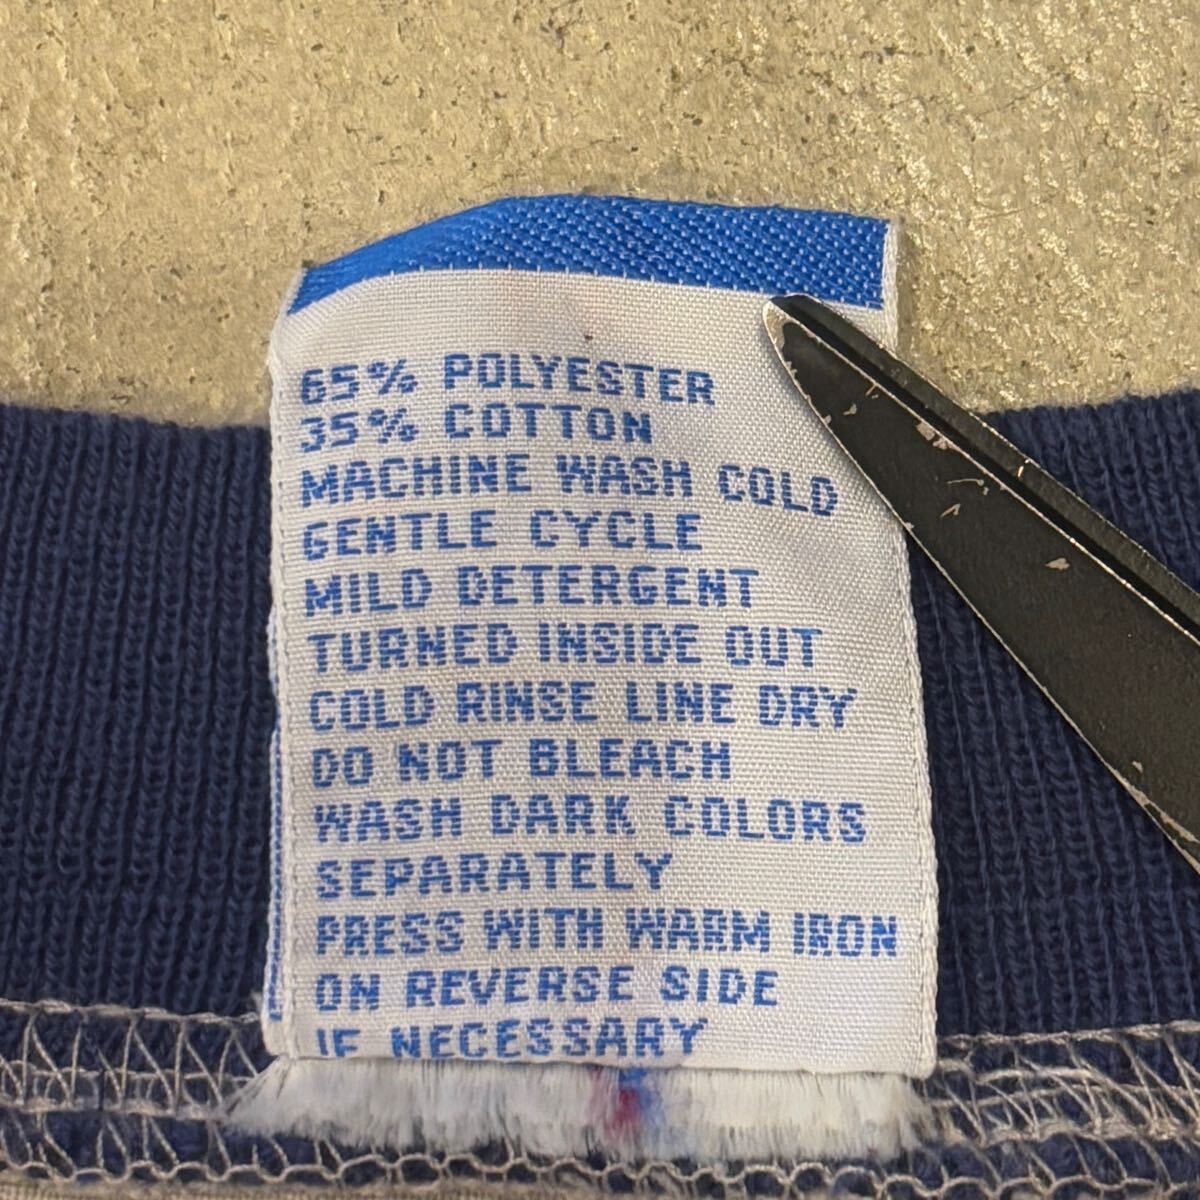 65% POLYESTER
35% COTTON
MACHINE WASH COLD
GENTLE CYCLE
MILD DETERGENT
TURNED INSIDE OUT
COLD RINSE LINE DRY
DO NOT BLEACH
WASH DARK COLORS
SEPARATELY
PRESS WITH WARM IRON
ON REVERSE SIDE
IF NECESSARY